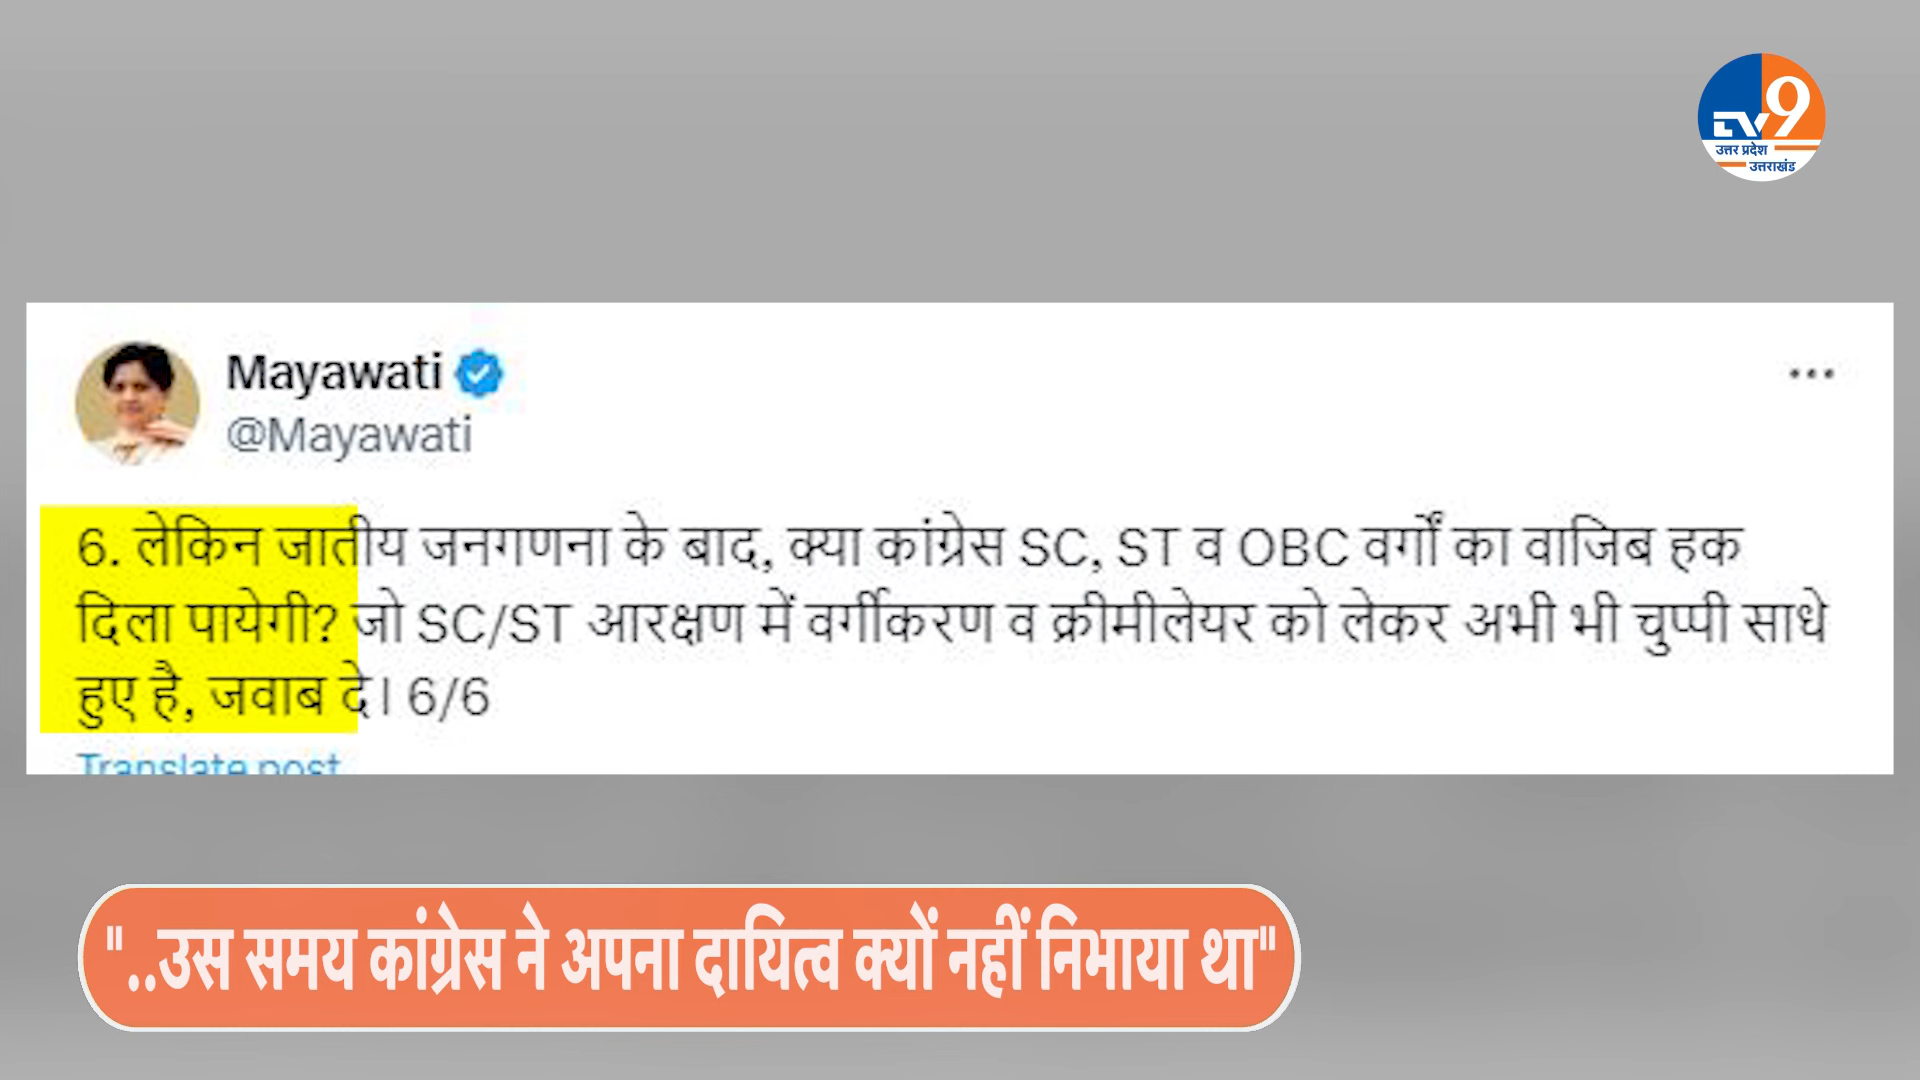 TV9
उत्तर प्रदेश
उत्तराखंड
Mayawati
@Mayawati
6. लेकिन जातीय जनगणना के बाद, क्या कांग्रेस SC, ST व OBC वर्गों का वाजिब हक
दिला पायेगी? जो SC/ST आरक्षण में वर्गीकरण व क्रीमीलेयर को लेकर अभी भी चुप्पी साधे
हुए है, जवाब दे। 6/6
Translate post
"..उस समय कांग्रेस ने अपना दायित्व क्यों नहीं निभाया था"